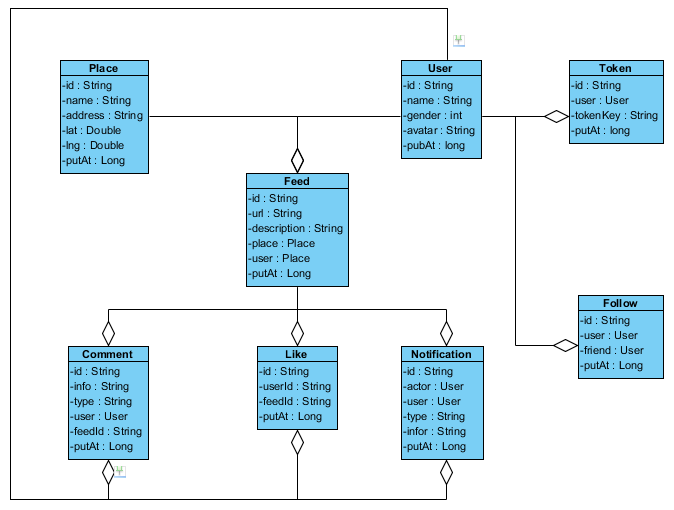 Place
-id : String
-name : String
-address : String
-lat : Double
-lng : Double
-putAt : Long
User
-id : String
-name : String
-gender : int
-avatar : String
-pubAt : long
Token
-id : String
-user : User
-tokenKey : String
-putAt : long
Feed
-id : String
-url : String
-description : String
-place : Place
-user : Place
-putAt : Long
Follow
-id : String
-user : User
-friend : User
-putAt : Long
Comment
-id : String
-info : String
-type : String
-user : User
-feedId : String
-putAt : Long
Like
-id : String
-userId : String
-feedId : String
-putAt : Long
Notification
-id : String
-actor : User
-user : User
-type : String
-infor : String
-putAt : Long